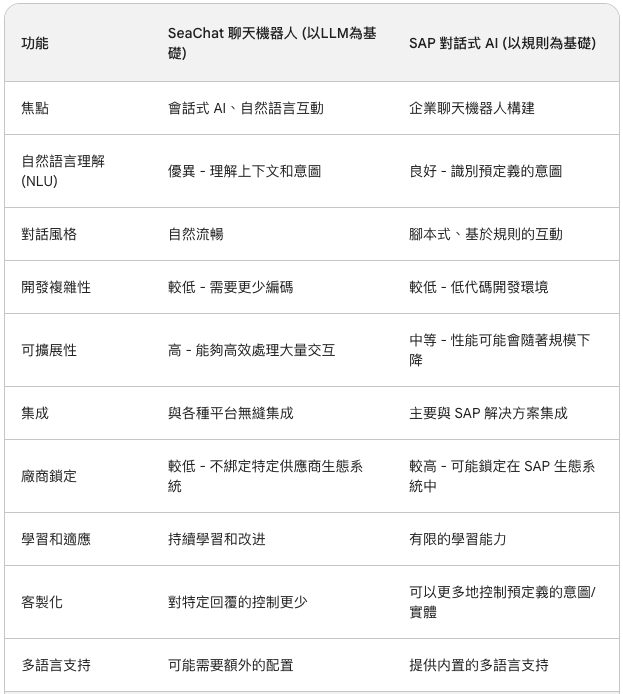 功能
SeaChat 聊天機器人 (以LLM為基
礎)
SAP 對話式 AI (以規則為基礎)
焦點
會話式 AI、自然語言互動
企業聊天機器人構建
自然語言理解
(NLU)
優異 - 理解上下文和意圖
良好 - 識別預定義的意圖
對話風格
自然流暢
腳本式、基於規則的互動
開發複雜性
較低 - 需要更少編碼
較低 - 低代碼開發環境
可擴展性
高 - 能夠高效處理大量交互
中等 - 性能可能會隨著規模下
降
集成
與各種平台無縫集成
主要與 SAP 解決方案集成
廠商鎖定
較低 - 不綁定特定供應商生態系
統
較高 - 可能鎖定在 SAP 生態系
統中
學習和適應
持續學習和改進
有限的學習能力
客製化
對特定回覆的控制更少
可以更多地控制預定義的意圖/
實體
多語言支持
可能需要額外的配置
提供內置的多語言支持